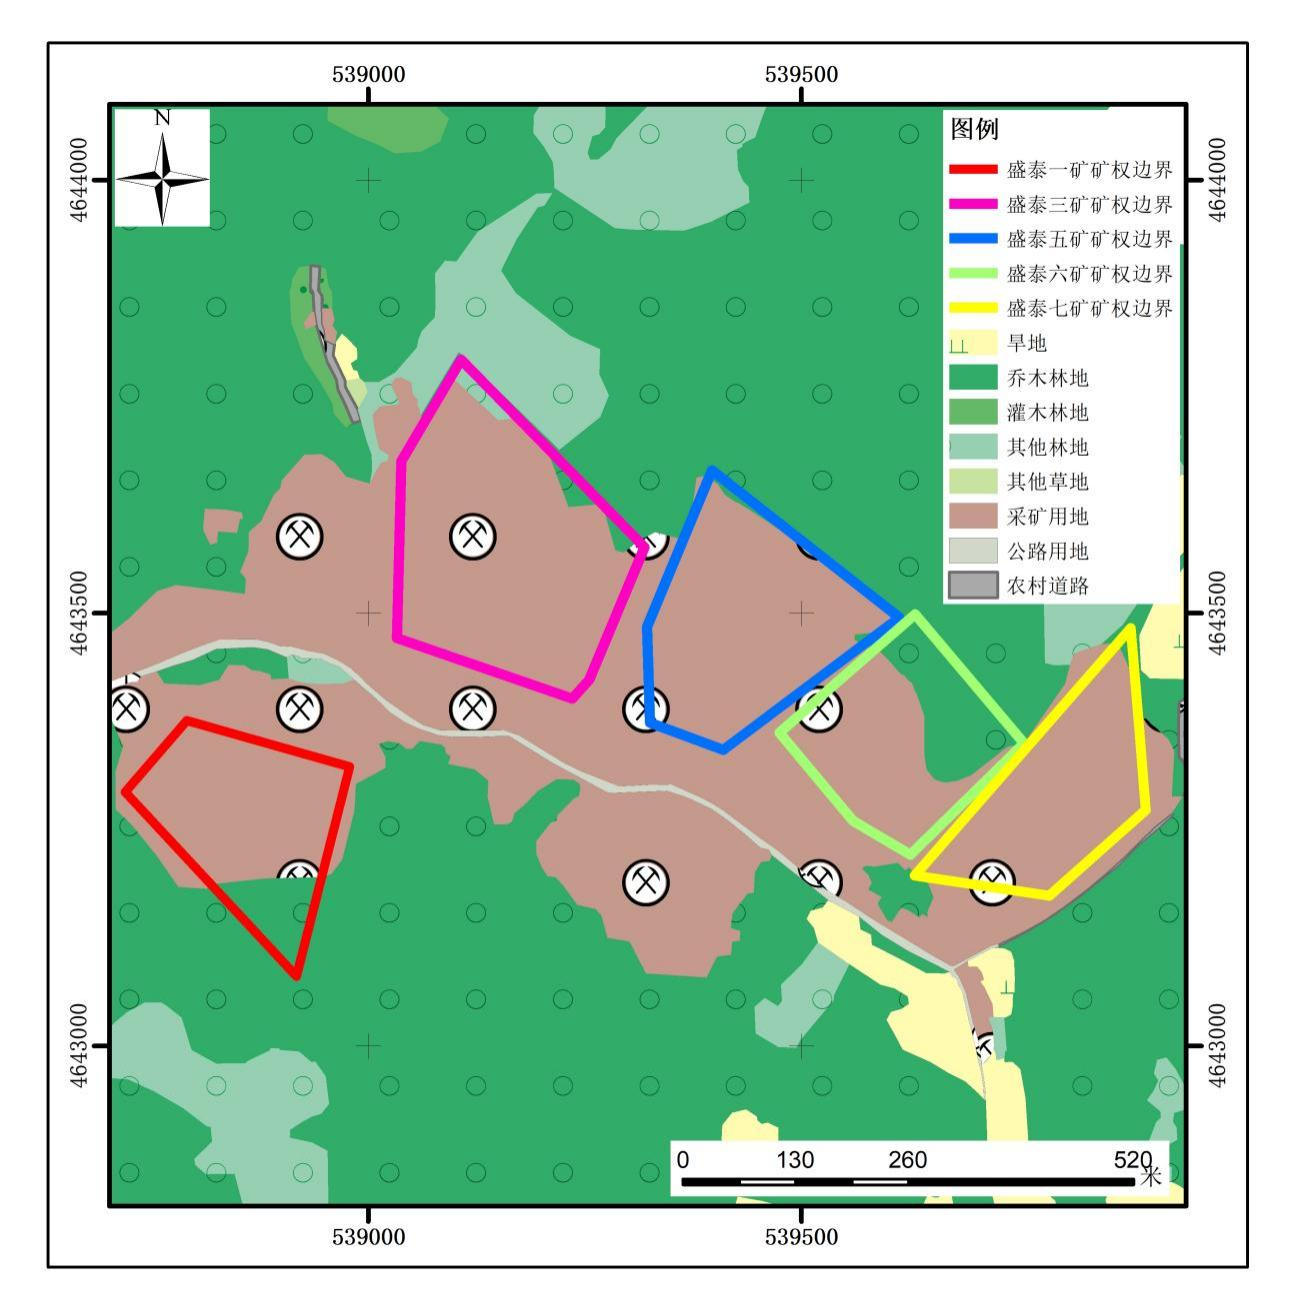 539000
539500
N
图例
盛泰一矿矿权边界
盛泰三矿矿权边界
盛泰五矿矿权边界
盛泰六矿矿权边界
盛泰七矿矿权边界
旱地
乔木林地
灌木林地
其他林地
其他草地
采矿用地
公路用地
农村道路
4644000
4644000
4643500
4643500
4643000
4643000
0 130 260 520
米
539000
539500